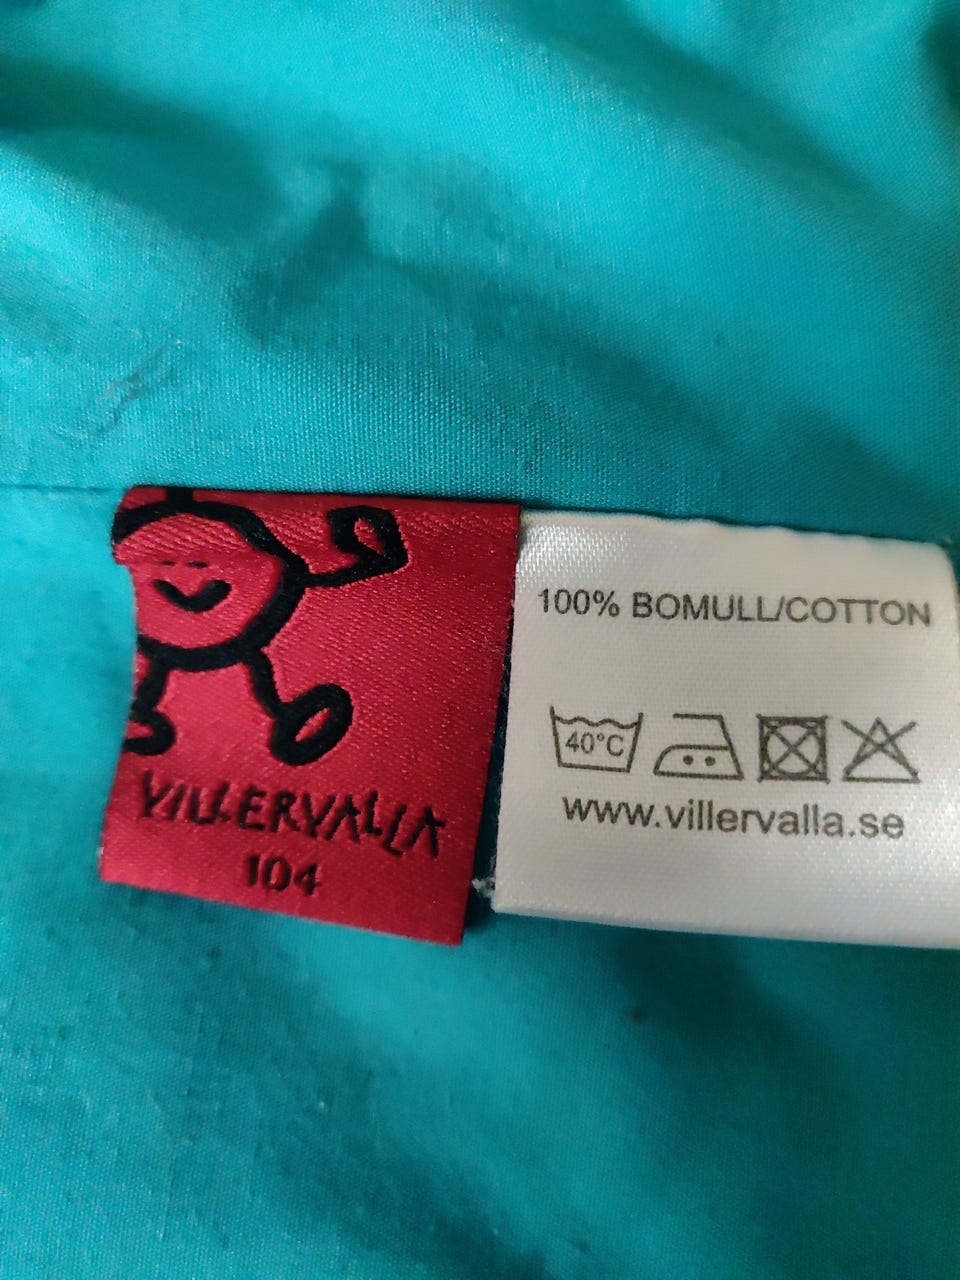 VILLERVALLA
104
100% BOMULL/COTTON
40°C
www.villervalla.se